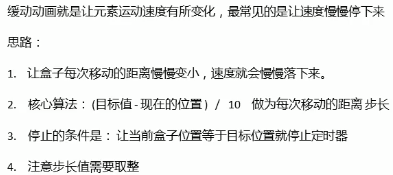 缓动动画就是让元素运动速度有所变化，最常见的是让速度慢慢停下来
思路：
1. 让盒子每次移动的距离慢慢变小，速度就会慢慢落下来。
2. 核心算法：(目标值 - 现在的位置) / 10 做为每次移动的距离 步长
3. 停止的条件是：让当前盒子位置等于目标位置就停止定时器
4. 注意步长值需要取整